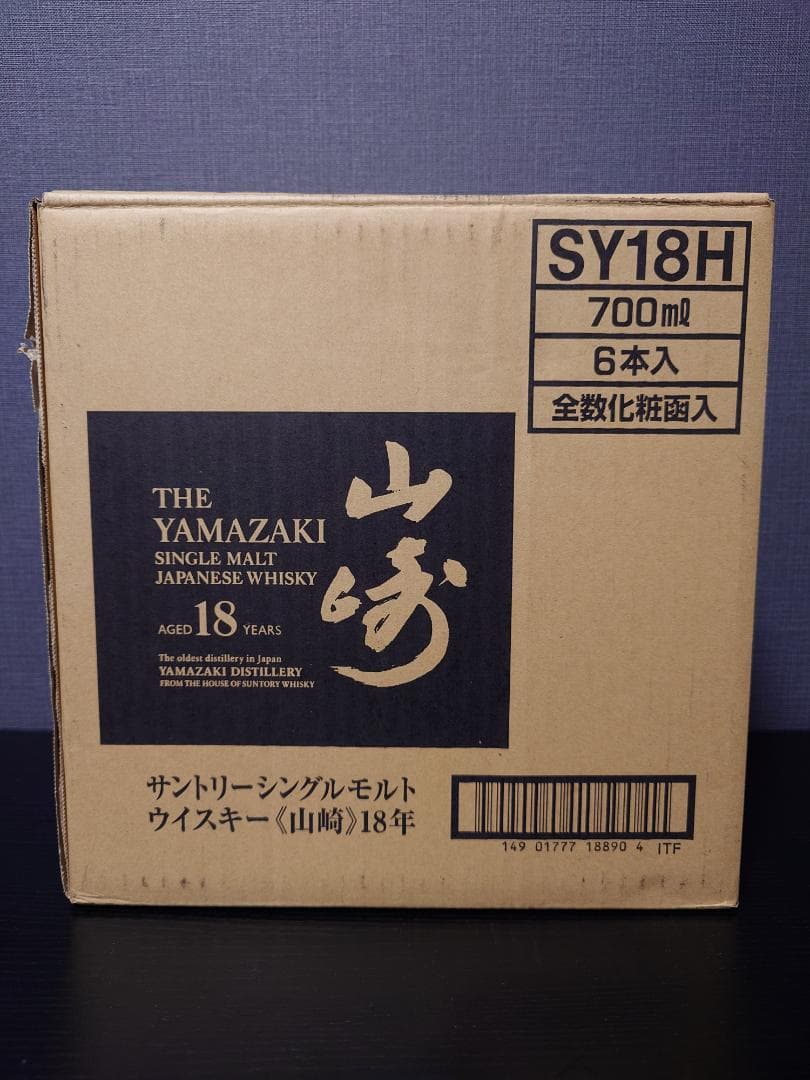 SY18H
700ml
6本入
全数化粧函入
THE
YAMAZAKI
SINGLE MALT
JAPANESE WHISKY
AGED 18 YEARS
The oldest distillery in Japan
YAMAZAKI DISTILLERY
FROM THE HOUSE OF SUNTORY WHISKY
山崎
サントリーシングルモルト
ウイスキー《山崎》18年
149 01777 18890 4 ITF